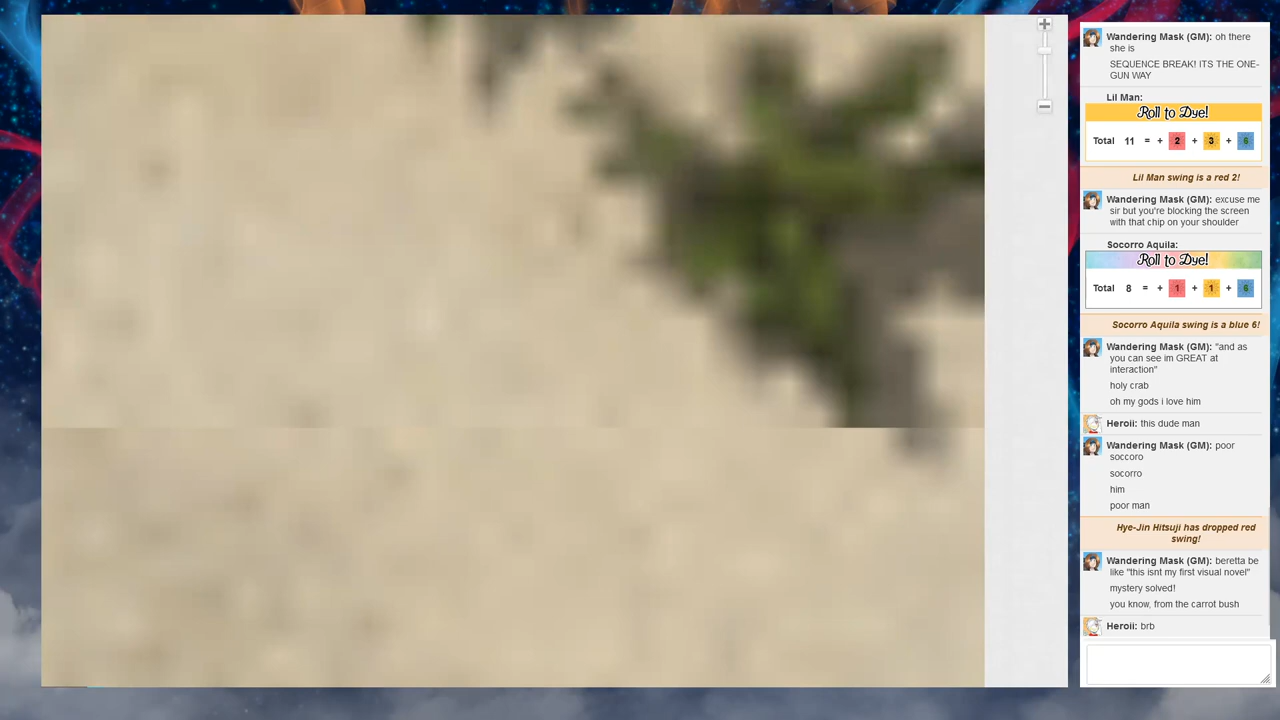 Wandering Mask (GM): oh there
she is
SEQUENCE BREAK! ITS THE ONE-
GUN WAY
Lil Man:
Roll to Dye!
Total 11 = + 2 + 3 + 6
Lil Man swing is a red 2!
Wandering Mask (GM): excuse me
sir but you're blocking the screen
with that chip on your shoulder
Socorro Aquila:
Roll to Dye!
Total 8 = + 1 + 1 + 6
Socorro Aquila swing is a blue 6!
Wandering Mask (GM): "and as
you can see im GREAT at
interaction"
holy crab
oh my gods i love him
Heroii: this dude man
Wandering Mask (GM): poor
soccoro
socorro
him
poor man
Hye-Jin Hitsuji has dropped red
swing!
Wandering Mask (GM): beretta be
like "this isnt my first visual novel"
mystery solved!
you know, from the carrot bush
Heroii: brb